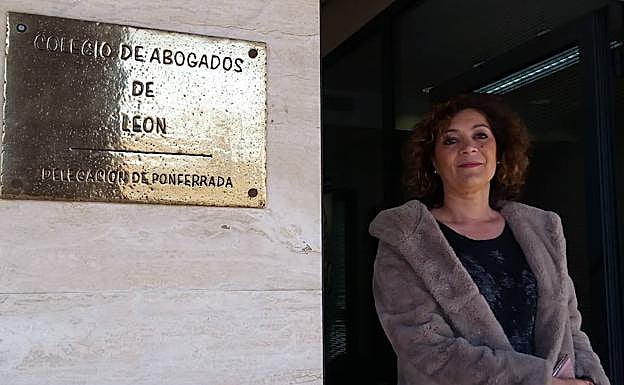 COLEGIO DE ABOGADOS
DE
LEON
DELEGACION DE PONFERRADA